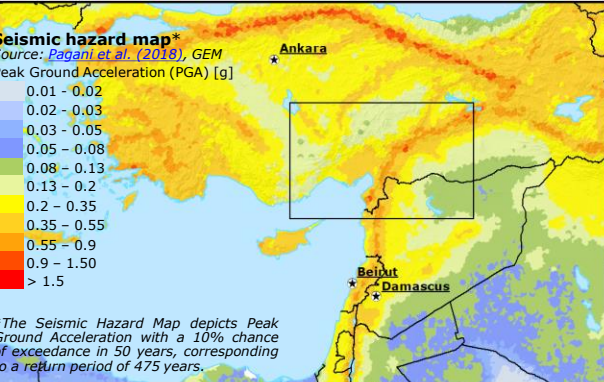 Seismic hazard map*
Source: Pagani et al. (2018), GEM
Peak Ground Acceleration (PGA) [g]
0.01 - 0.02
0.02 - 0.03
0.03 - 0.05
0.05 - 0.08
0.08 – 0.13
0.13 - 0.2
0.2 – 0.35
0.35 - 0.55
0.55 - 0.9
0.9 – 1.50
> 1.5
Ankara
Beirut
Damascus
*The Seismic Hazard Map depicts Peak
Ground Acceleration with a 10% chance
of exceedance in 50 years, corresponding
to a return period of 475 years.